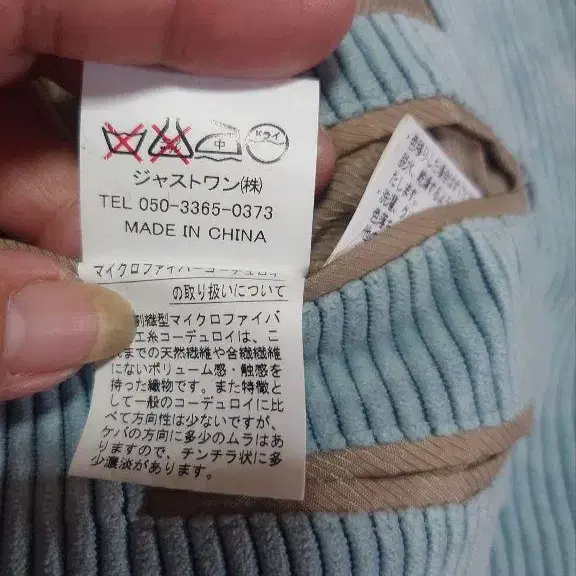 中 ドライ
ジャストワン(株)
TEL 050-3365-0373
MADE IN CHINA
マイクロファイバーコーデュロイ
の取り扱いについて
割繊型マイクロファイバ
工糸コーデュロイは、こ
れまでの天然繊維や合繊繊維
にないボリューム感・触感を
持った織物です。また特徴と
して一般のコーデュロイに比
べて方向性は少ないですが、
ケバの方向に多少のムラはあ
りますので、チンチラ状に多
少濃淡があります。